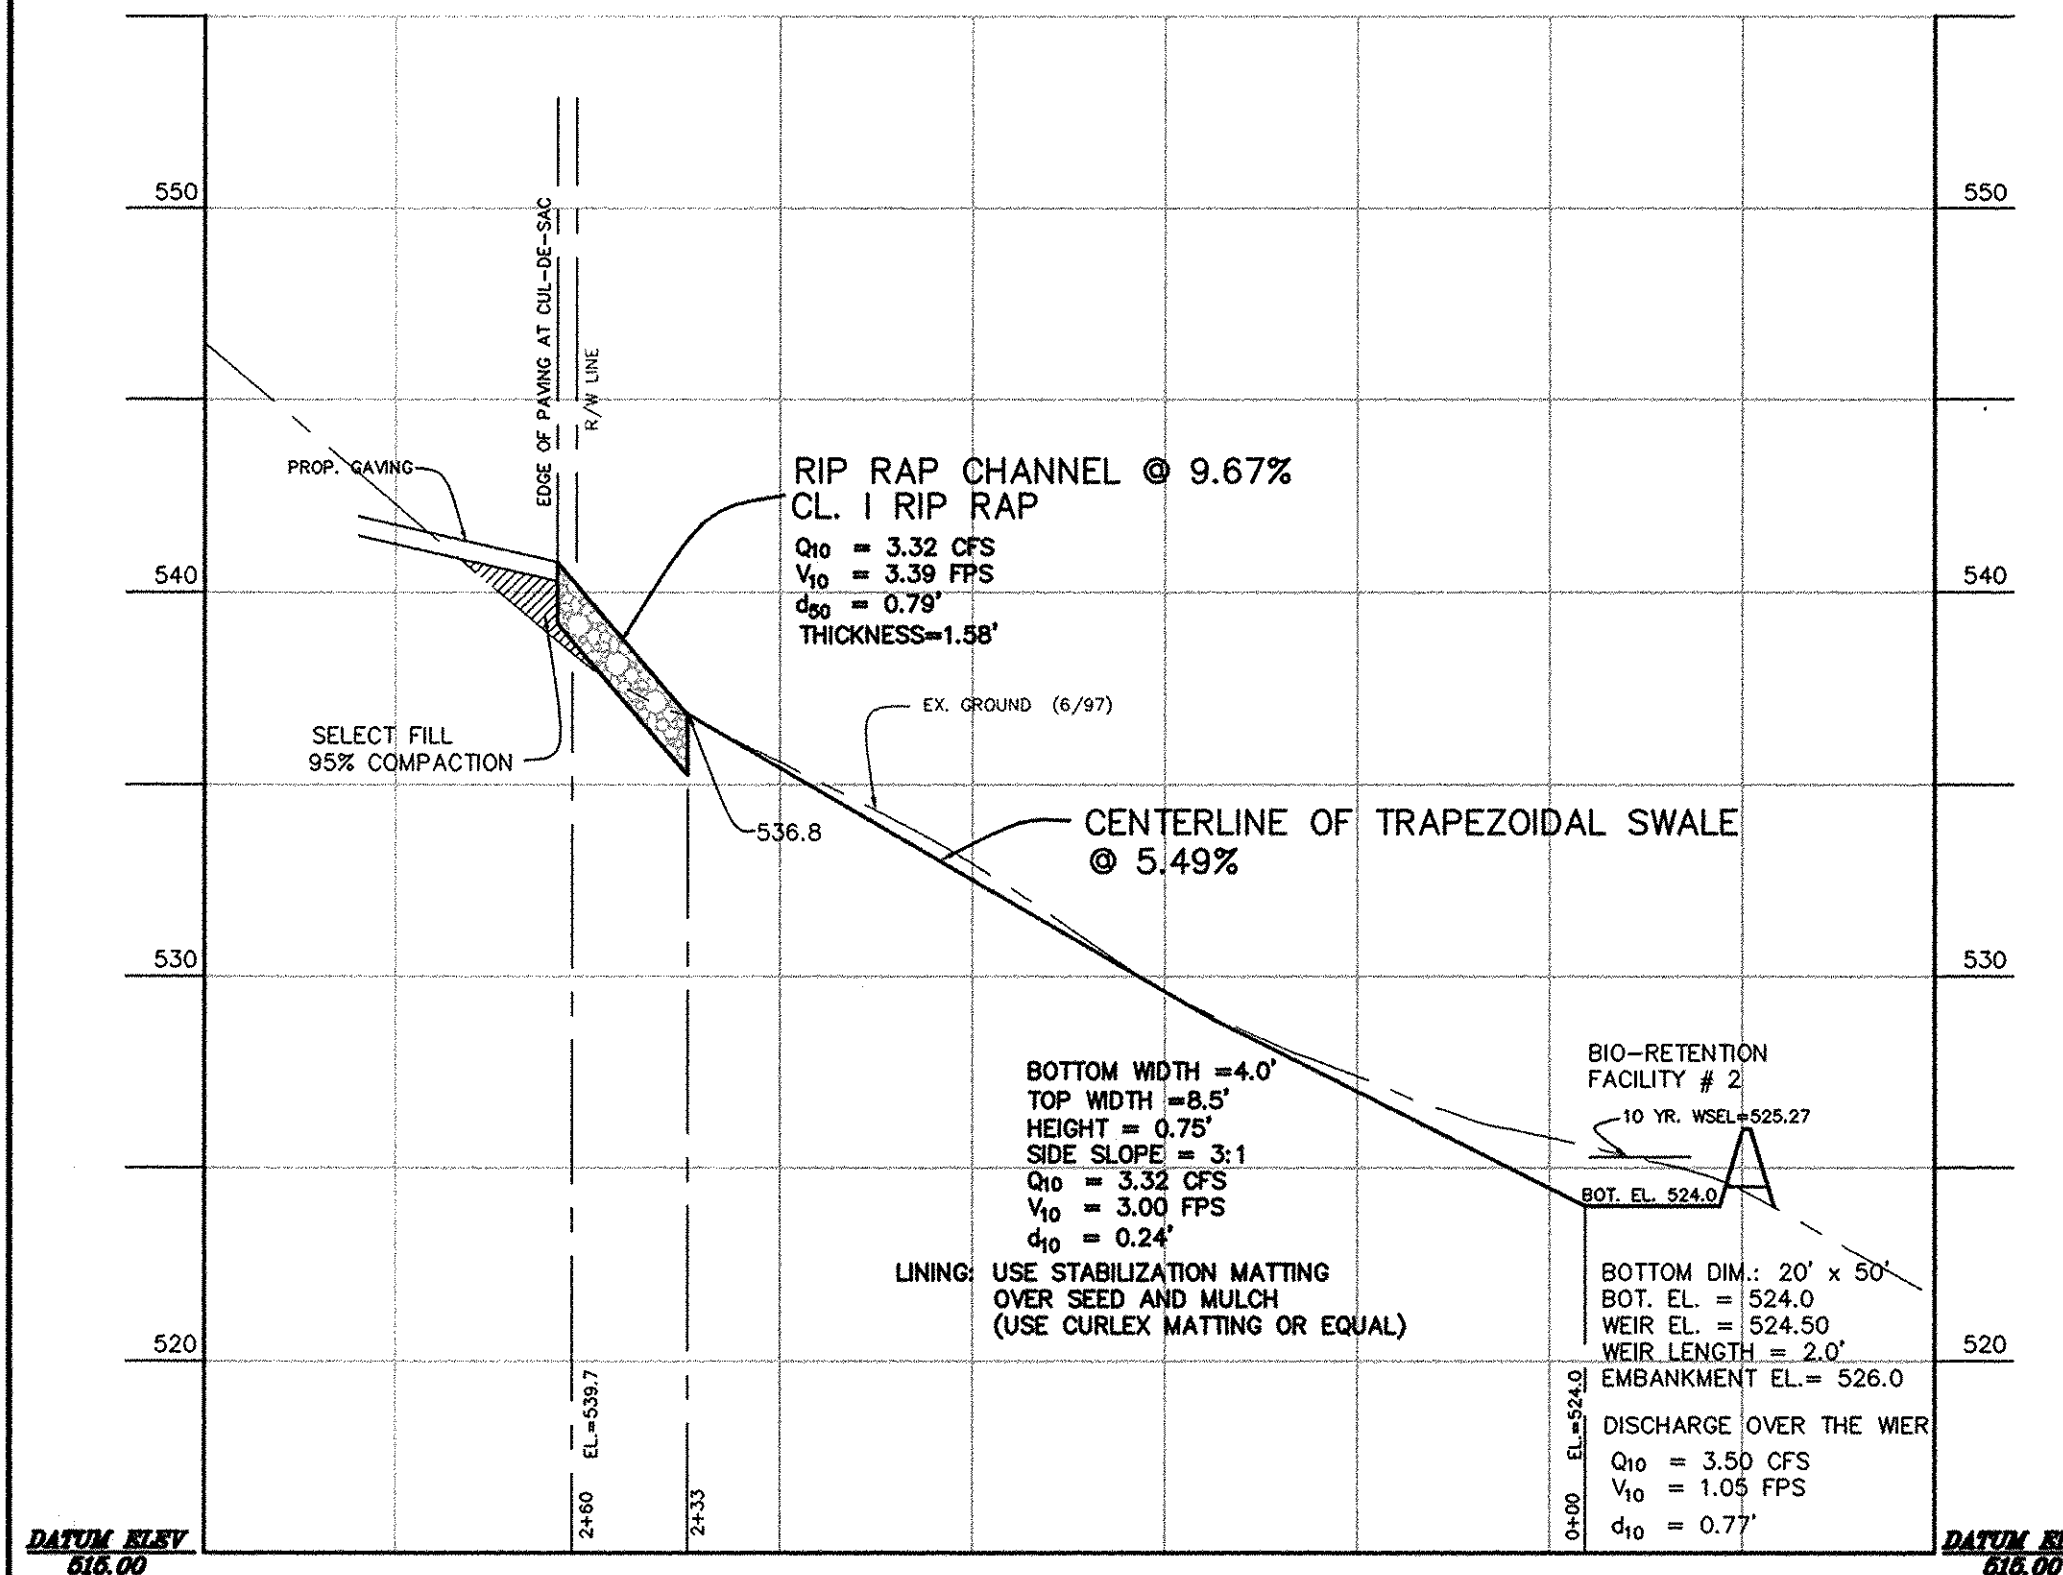 550
550
EDGE OF PAVING AT CUL-DE-SAC
R/W LINE
PROP. GAVING
RIP RAP CHANNEL @ 9.67%
CL. I RIP RAP
Q10 = 3.32 CFS
V10 = 3.39 FPS
d50 = 0.79'
THICKNESS=1.58'
540
540
EX. GROUND (6/97)
SELECT FILL
95% COMPACTION
536.8
CENTERLINE OF TRAPEZOIDAL SWALE
@ 5.49%
530
530
BOTTOM WIDTH =4.0'
TOP WIDTH =8.5'
HEIGHT = 0.75'
SIDE SLOPE = 3:1
Q10 = 3.32 CFS
V10 = 3.00 FPS
d10 = 0.24'
LINING: USE STABILIZATION MATTING
OVER SEED AND MULCH
(USE CURLEX MATTING OR EQUAL)
BIO-RETENTION
FACILITY # 2
10 YR. WSEL=525.27
BOT. EL. 524.0
BOTTOM DIM.: 20' x 50'
BOT. EL. = 524.0
WEIR EL. = 524.50
WEIR LENGTH = 2.0'
EMBANKMENT EL.= 526.0
DISCHARGE OVER THE WIER
Q10 = 3.50 CFS
V10 = 1.05 FPS
d10 = 0.77'
520
520
2+60 EL.=539.7
2+33
0+00 EL.=524.0
DATUM ELEV
515.00
DATUM EL
515.00